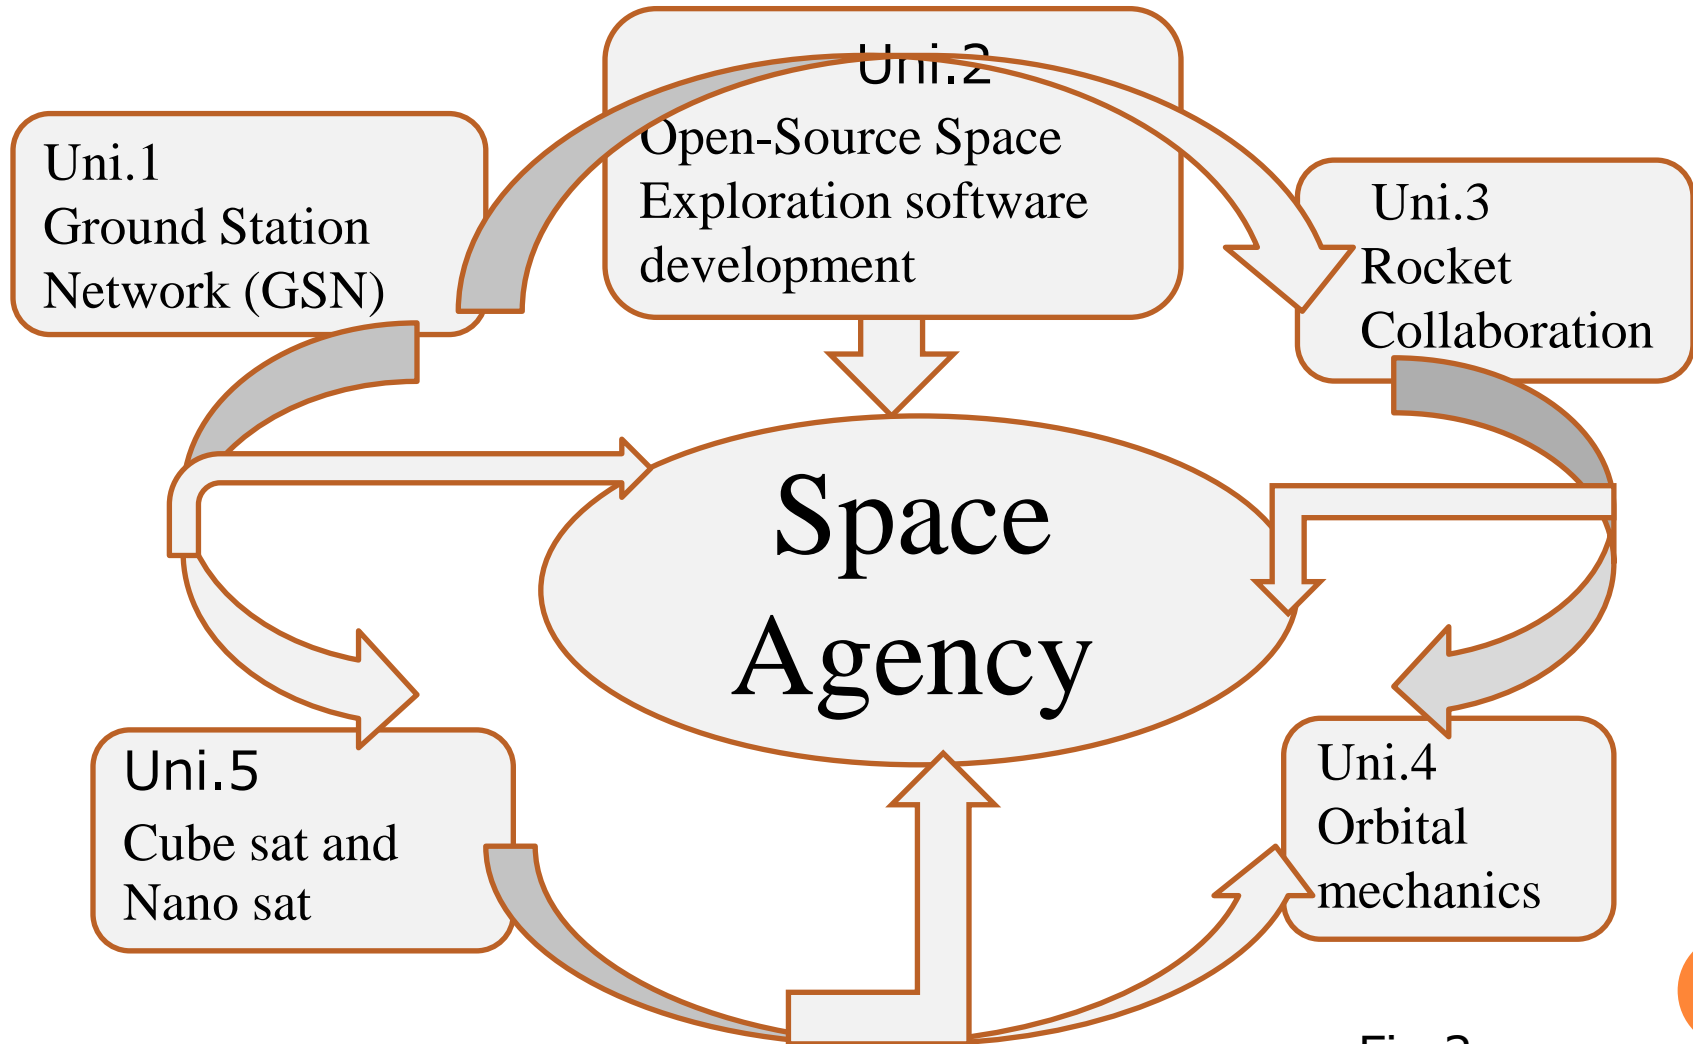 Uni.2
Open-Source Space
Exploration software
development
Uni.1
Ground Station
Network (GSN)
Uni.3
Rocket
Collaboration
Space
Agency
Uni.5
Cube sat and
Nano sat
Uni.4
Orbital
mechanics